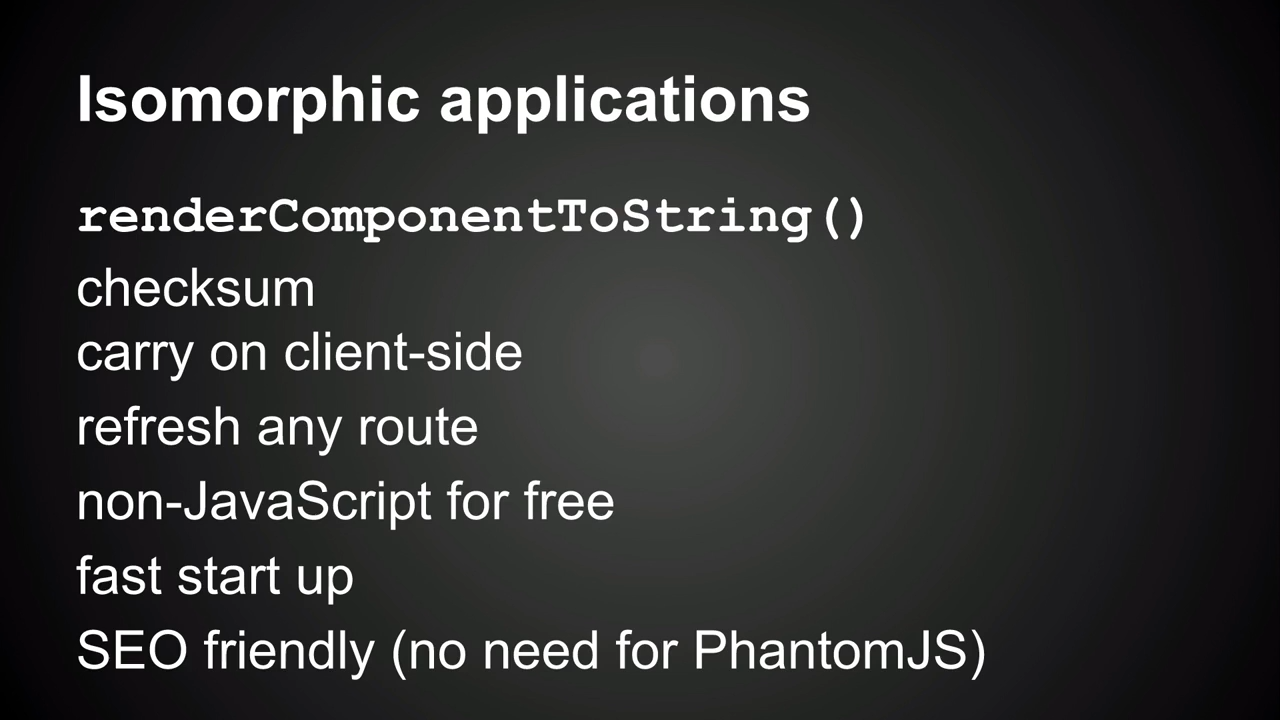 Isomorphic applications
renderComponentToString()
checksum
carry on client-side
refresh any route
non-JavaScript for free
fast start up
SEO friendly (no need for PhantomJS)